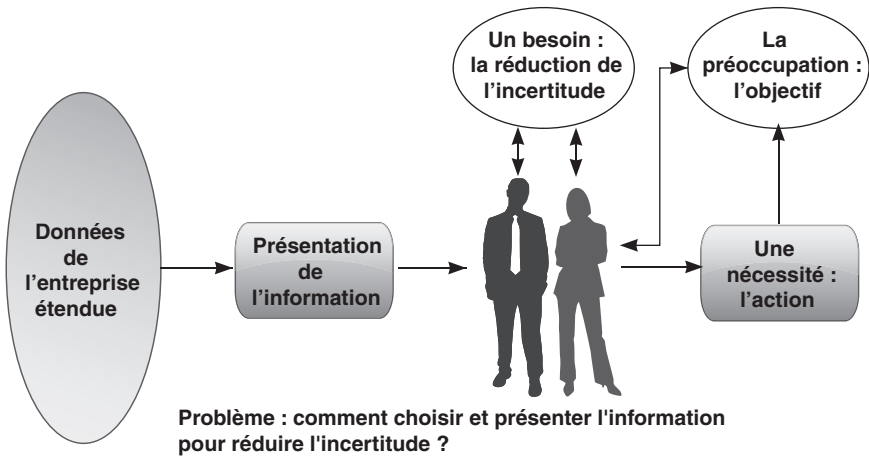 Un besoin :
la réduction de
l'incertitude
La
préoccupation :
l'objectif
Données
de
l'entreprise
étendue
Présentation
de
l'information
Une
nécessité :
l'action
Problème : comment choisir et présenter l'information
pour réduire l'incertitude ?